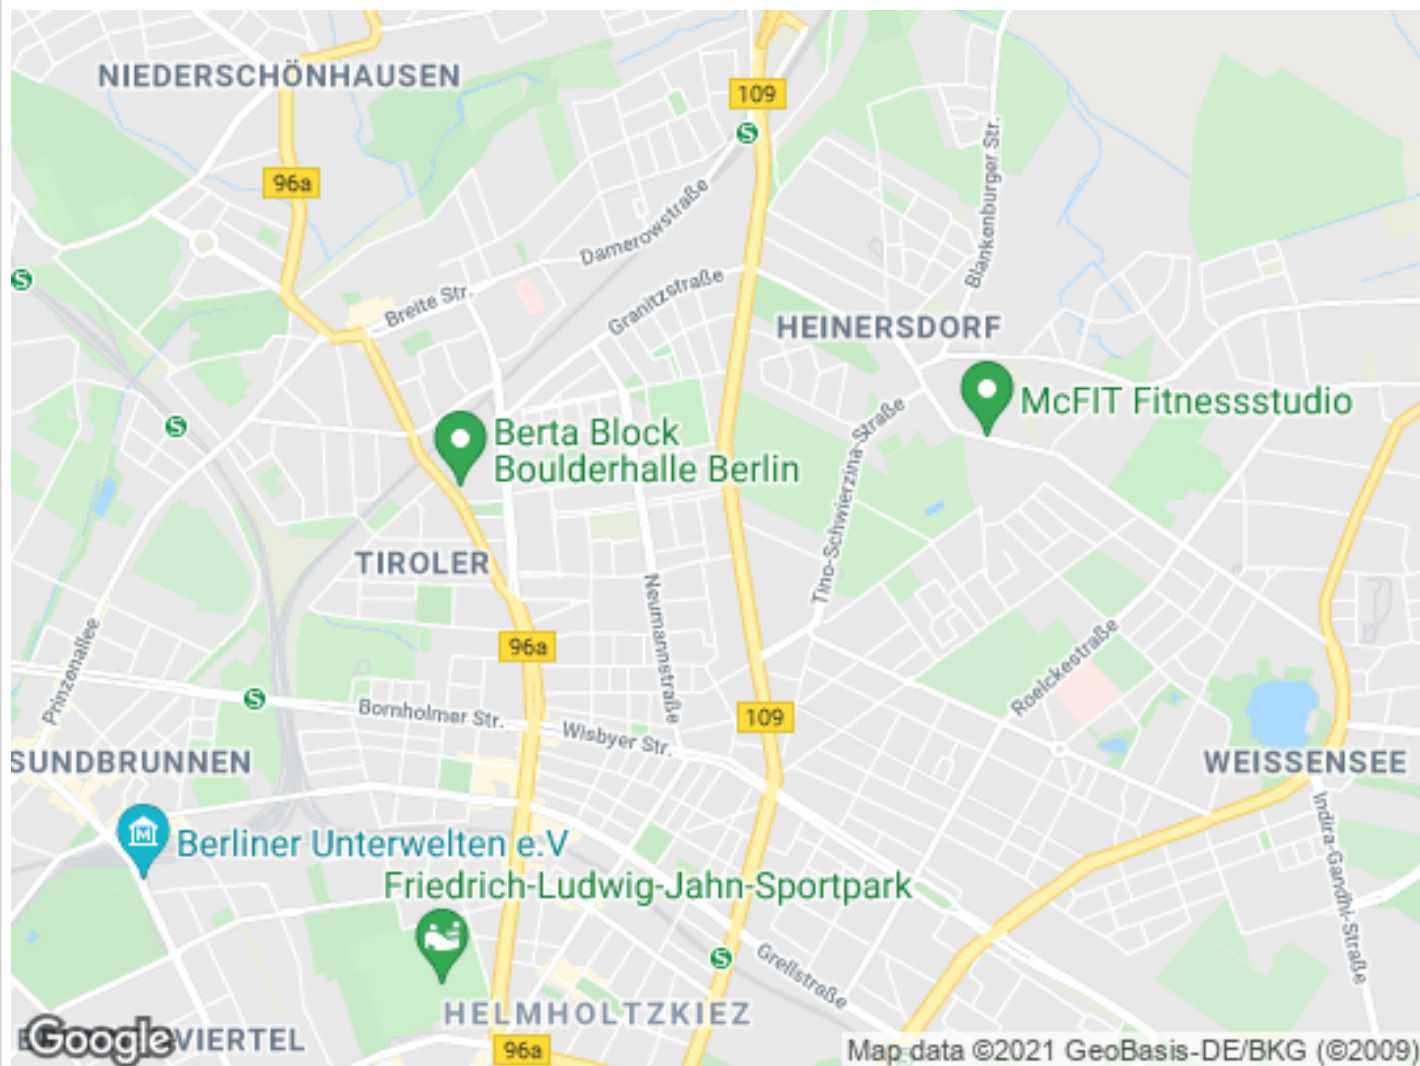 NIEDERSCHÖNHAUSEN
109
S
96a
Damerowstraße
Blankenburger Str.
S
Breite Str.
Granitzstraße
HEINERSDORF
McFIT Fitnessstudio
S
Berta Block
Boulderhalle Berlin
Tino-Schwierzina-Straße
TIROLER
Neumannstraße
Prinzenallee
96a
Roelckestraße
S
Bornholmer Str.
109
Wisbyer Str.
SUNDBRUNNEN
WEISSENSEE
M
Berliner Unterwelten e.V
Indira-Gandhi-Straße
Friedrich-Ludwig-Jahn-Sportpark
S
Grellstraße
HELMHOLTZKIEZ
Google
VIERTEL
96a
Map data ©2021 GeoBasis-DE/BKG (©2009)